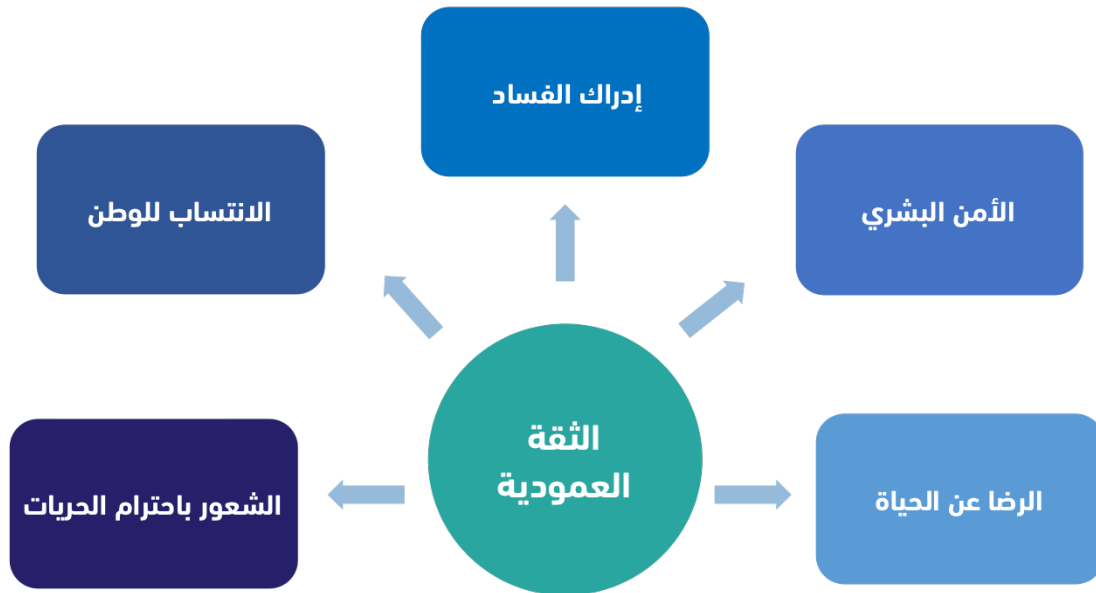 إدراك الفساد
الأمن البشري
الانتساب للوطن
الثقة
العمودية
الرضا عن الحياة
الشعور باحترام الحريات